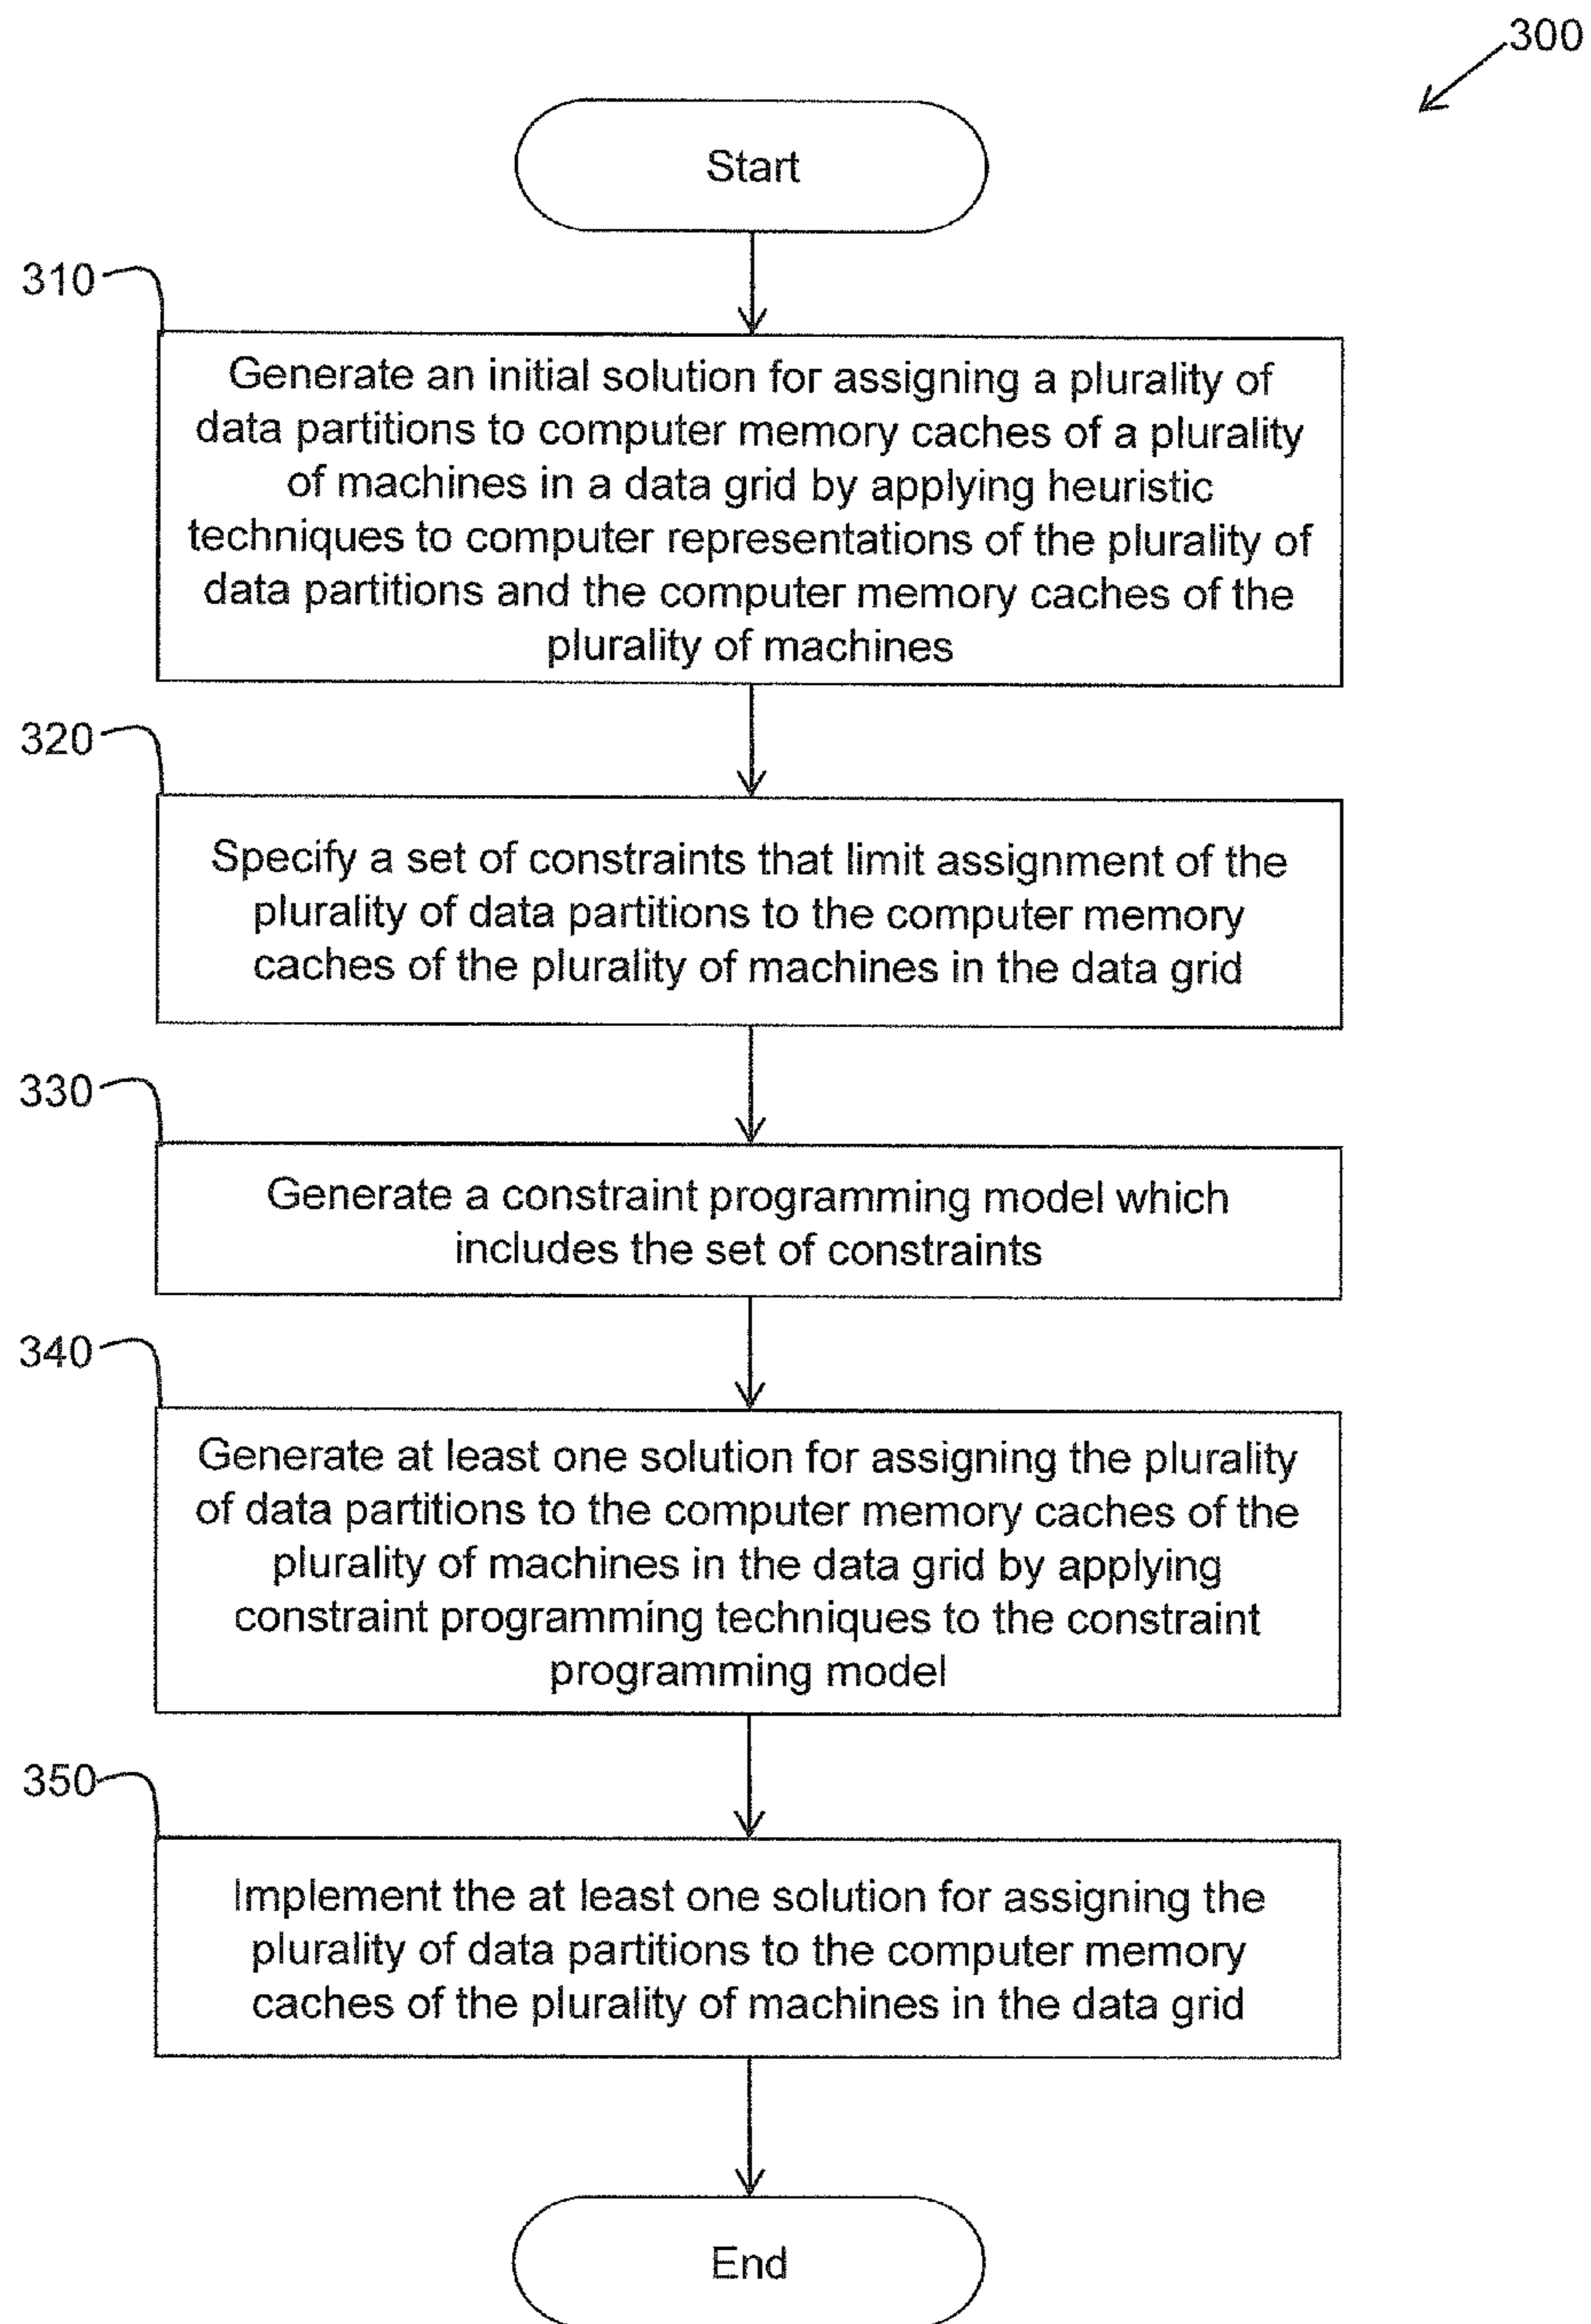 300
Start
310
Generate an initial solution for assigning a plurality of
data partitions to computer memory caches of a plurality
of machines in a data grid by applying heuristic
techniques to computer representations of the plurality of
data partitions and the computer memory caches of the
plurality of machines
320
Specify a set of constraints that limit assignment of the
plurality of data partitions to the computer memory
caches of the plurality of machines in the data grid
330
Generate a constraint programming model which
includes the set of constraints
340
Generate at least one solution for assigning the plurality
of data partitions to the computer memory caches of the
plurality of machines in the data grid by applying
constraint programming techniques to the constraint
programming model
350
Implement the at least one solution for assigning the
plurality of data partitions to the computer memory
caches of the plurality of machines in the data grid
End